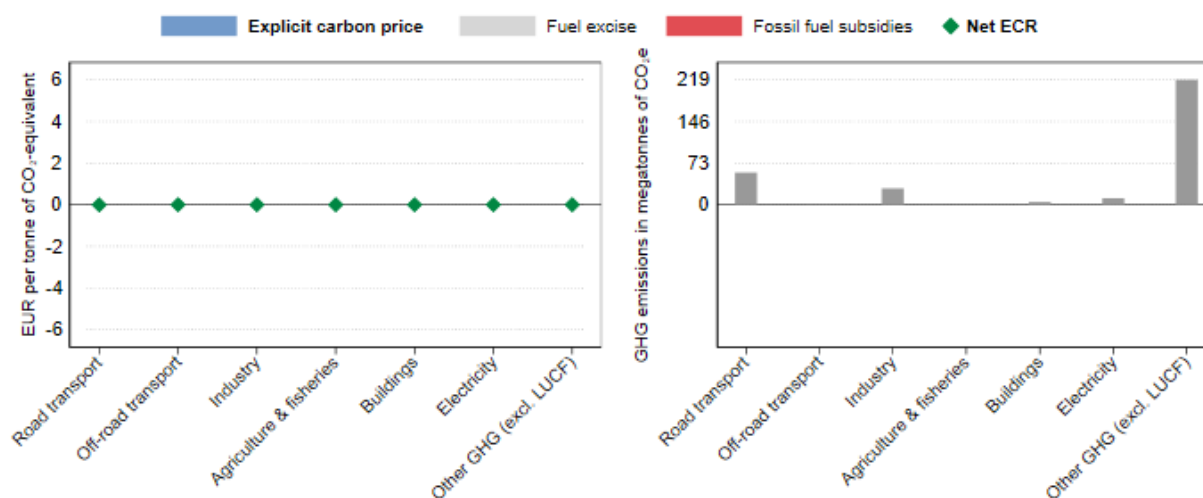 Explicit carbon price
Fuel excise
Fossil fuel subsidies
Net ECR
EUR per tonne of CO₂-equivalent
6
4
2
0
-2
-4
-6
Road transport
Off-road transport
Industry
Agriculture & fisheries
Buildings
Electricity
Other GHG (excl. LUCF)
GHG emissions in megatonnes of CO₂e
219
146
73
0
Road transport
Off-road transport
Industry
Agriculture & fisheries
Buildings
Electricity
Other GHG (excl. LUCF)